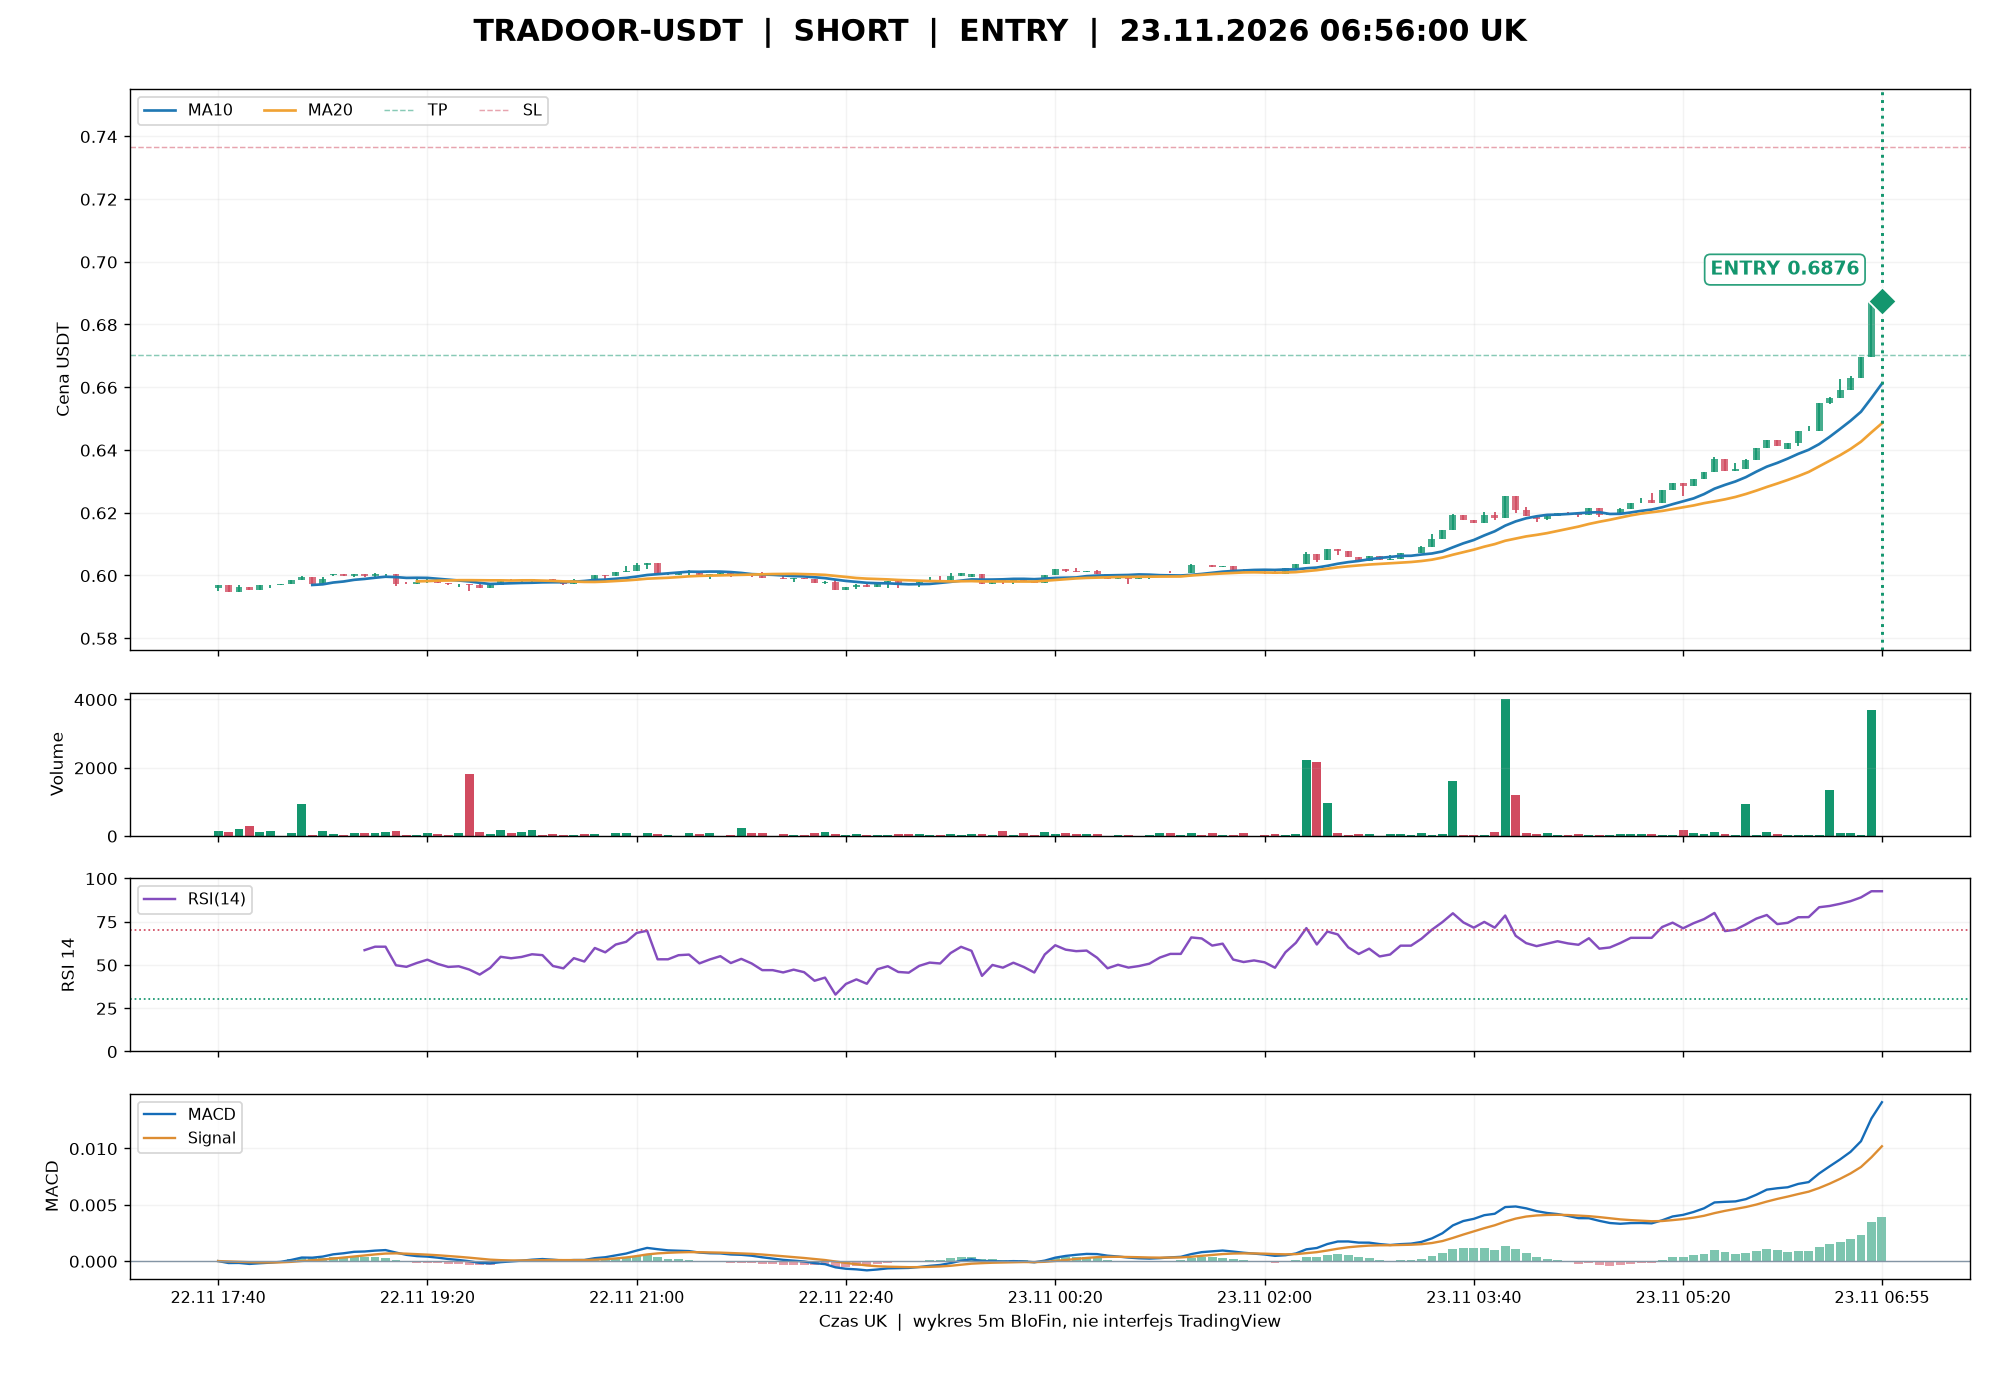 TRADOOR-USDT | SHORT | ENTRY | 23.11.2026 06:56:00 UK
MA10 MA20 TP SL
0.74
0.72
0.70
0.68
0.66
0.64
0.62
0.60
0.58
Cena USDT
ENTRY 0.6876
4000
2000
0
Volume
RSI(14)
100
75
50
25
0
RSI 14
MACD
Signal
0.010
0.005
0.000
MACD
22.11 17:40 22.11 19:20 22.11 21:00 22.11 22:40 23.11 00:20 23.11 02:00 23.11 03:40 23.11 05:20 23.11 06:55
Czas UK | wykres 5m BloFin, nie interfejs TradingView